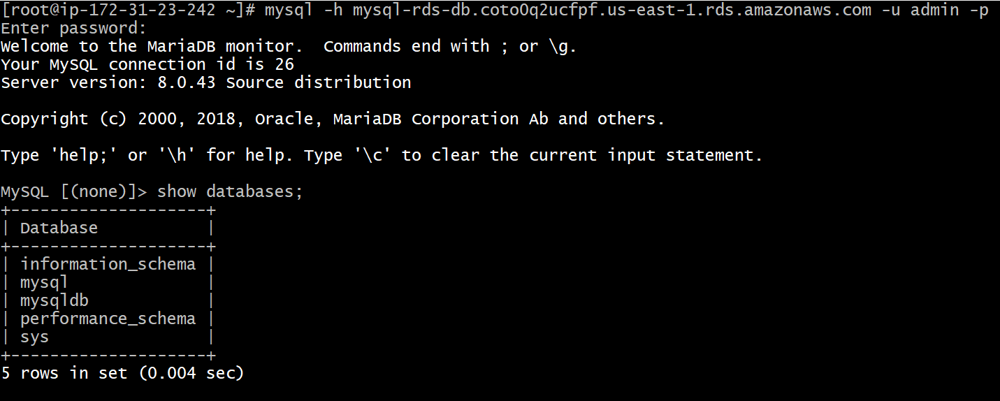 [root@ip-172-31-23-242 ~]# mysql -h mysql-rds-db.coto0q2ucfpf.us-east-1.rds.amazonaws.com -u admin -p
Enter password:
Welcome to the MariaDB monitor.  Commands end with ; or \g.
Your MySQL connection id is 26
Server version: 8.0.43 Source distribution

Copyright (c) 2000, 2018, Oracle, MariaDB Corporation Ab and others.

Type 'help;' or '\h' for help. Type '\c' to clear the current input statement.

MySQL [(none)]> show databases;
+--------------------+
| Database           |
+--------------------+
| information_schema |
| mysql              |
| mysqldb            |
| performance_schema |
| sys                |
+--------------------+
5 rows in set (0.004 sec)